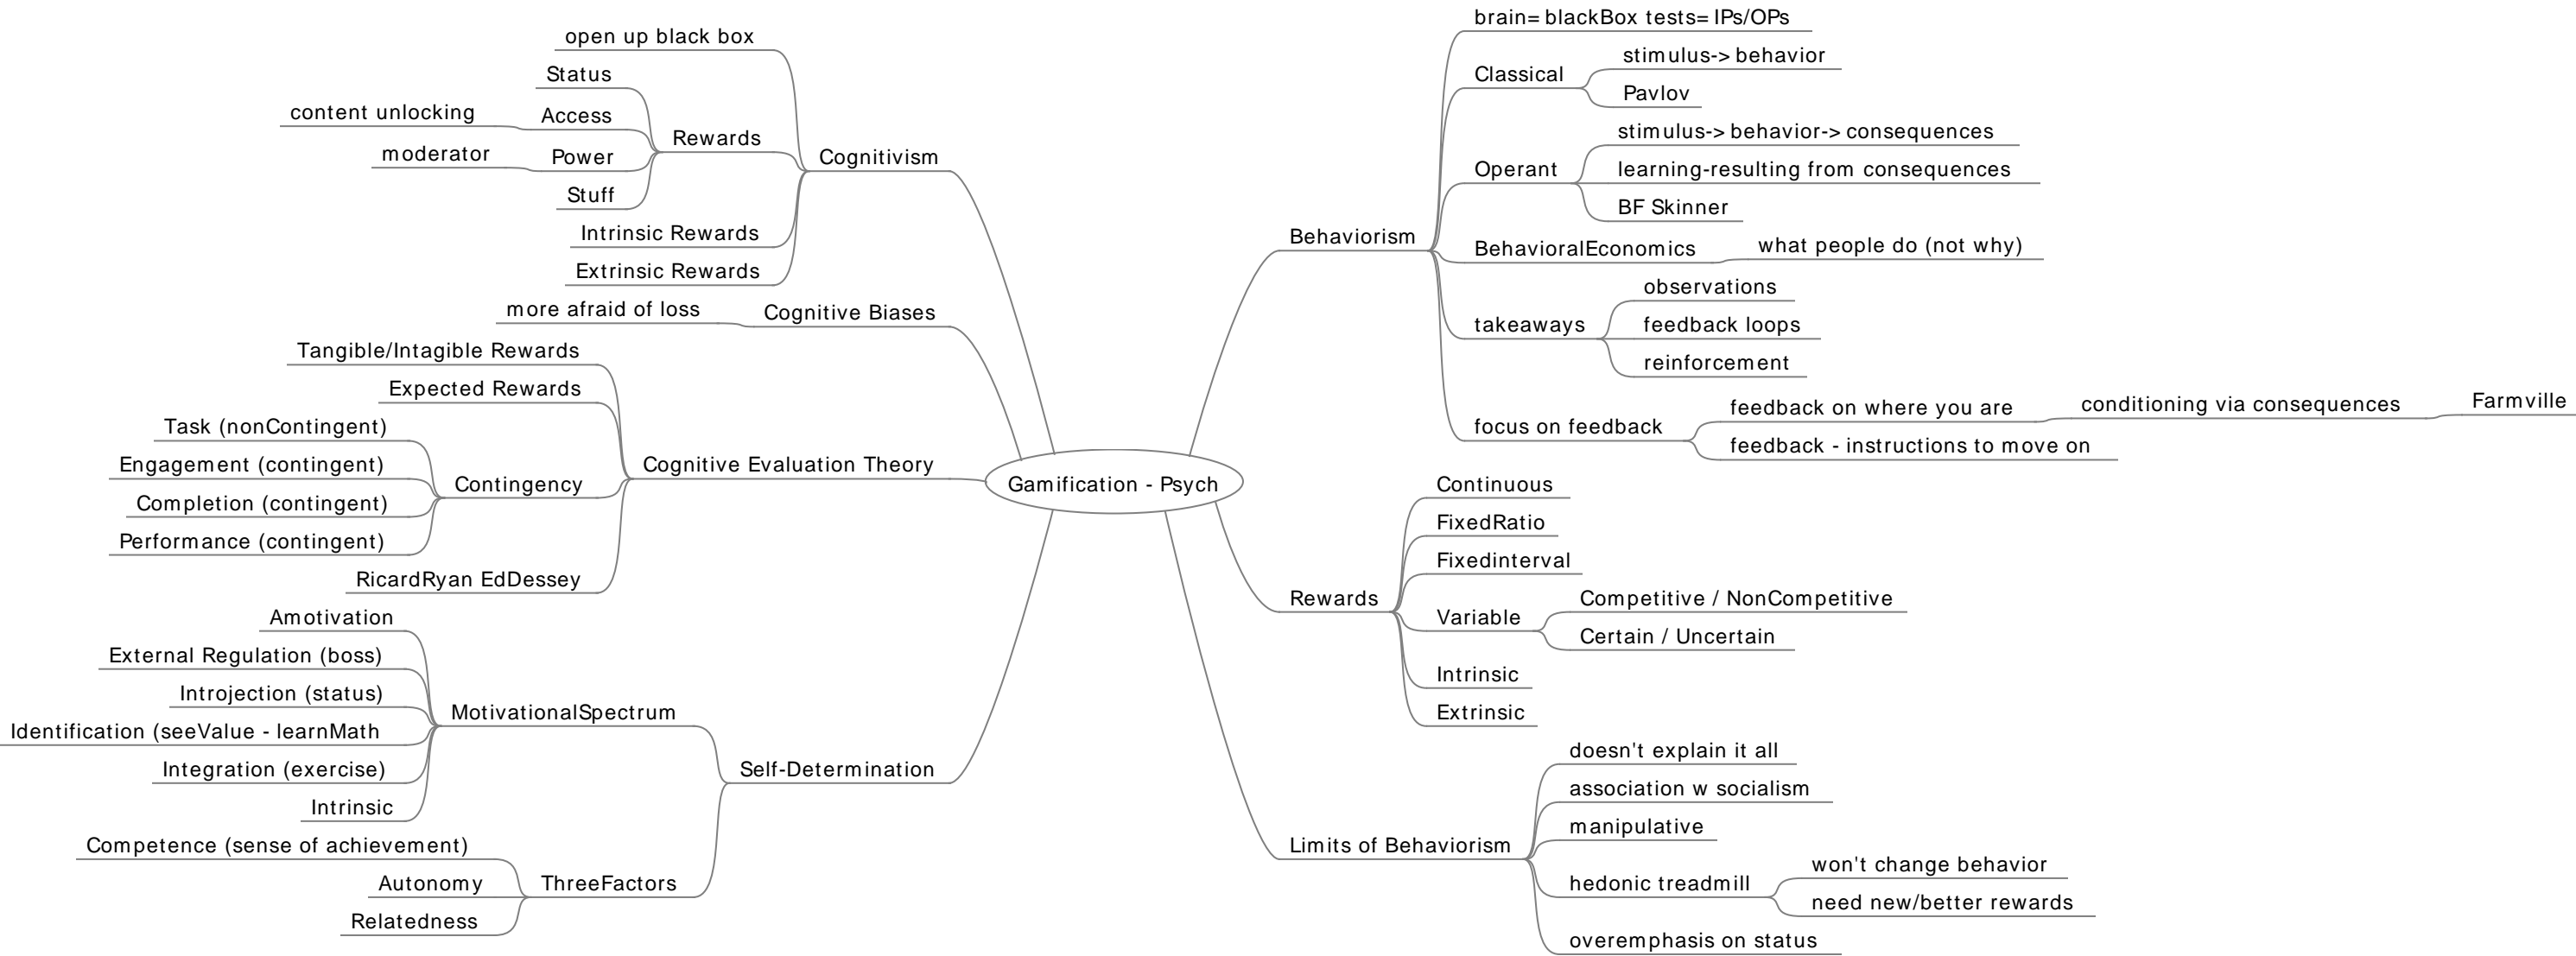 Gamification - Psych
Cognitivism
open up black box
Rewards
Status
Access
content unlocking
Power
moderator
Stuff
Intrinsic Rewards
Extrinsic Rewards
Cognitive Biases
more afraid of loss
Cognitive Evaluation Theory
Tangible/Intagible Rewards
Expected Rewards
Contingency
Task (nonContingent)
Engagement (contingent)
Completion (contingent)
Performance (contingent)
RicardRyan EdDessey
Self-Determination
MotivationalSpectrum
Amotivation
External Regulation (boss)
Introjection (status)
Identification (seeValue - learnMath
Integration (exercise)
Intrinsic
ThreeFactors
Competence (sense of achievement)
Autonomy
Relatedness
Behaviorism
brain= blackBox tests= IPs/OPs
Classical
stimulus-> behavior
Pavlov
Operant
stimulus-> behavior-> consequences
learning-resulting from consequences
BF Skinner
BehavioralEconomics
what people do (not why)
takeaways
observations
feedback loops
reinforcement
focus on feedback
feedback on where you are
conditioning via consequences
Farmville
feedback - instructions to move on
Rewards
Continuous
FixedRatio
Fixedinterval
Variable
Competitive / NonCompetitive
Certain / Uncertain
Intrinsic
Extrinsic
Limits of Behaviorism
doesn't explain it all
association w socialism
manipulative
hedonic treadmill
won't change behavior
need new/better rewards
overemphasis on status